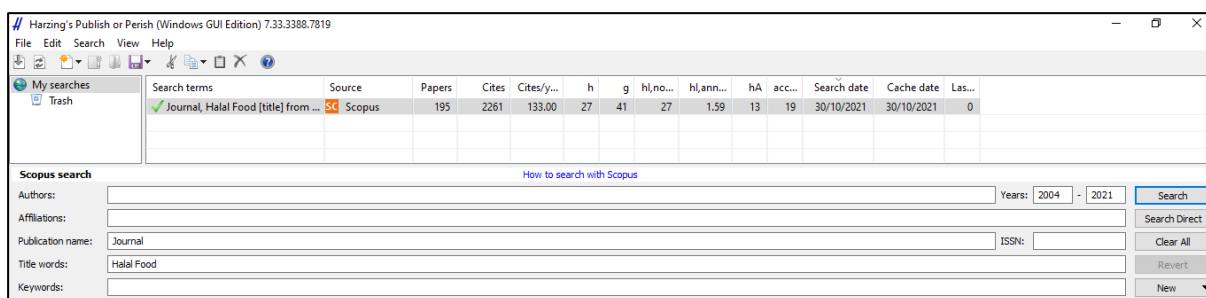 Harzing's Publish or Perish (Windows GUI Edition) 7.33.3388.7819
File Edit Search View Help
My searches
Trash
Search terms Source Papers Cites Cites/y... h g hI,no... hI,ann... hA acc... Search date Cache date Las...
Journal, Halal Food [title] from ... SC Scopus 195 2261 133.00 27 41 27 1.59 13 19 30/10/2021 30/10/2021 0
Scopus search How to search with Scopus
Authors: Years: 2004 - 2021 Search
Affiliations: Search Direct
Publication name: Journal ISSN: Clear All
Title words: Halal Food Revert
Keywords: New